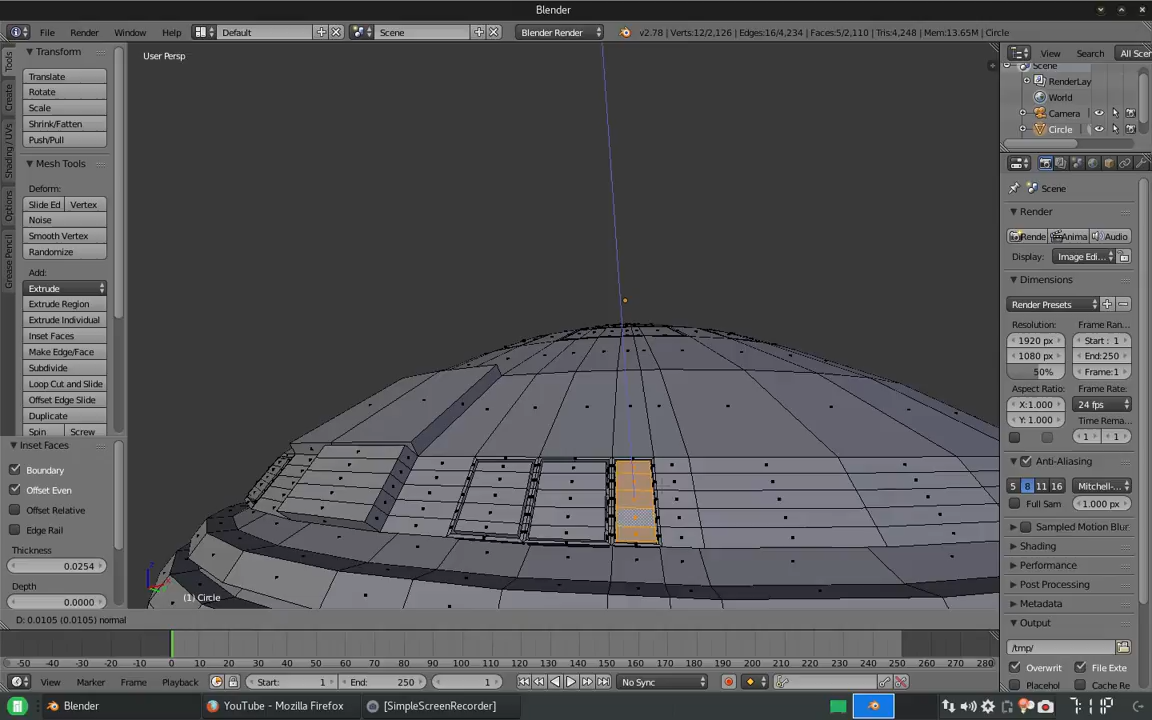 Blender
File Render Window Help Default Scene Blender Render v2.78 | Verts:12/2,126 | Edges:16/4,234 | Faces:5/2,110 | Tris:4,248 | Mem:13.65M | Circle
Tools
Create
Shading / UVs
Options
Grease Pencil
Transform
Translate
Rotate
Scale
Shrink/Fatten
Push/Pull
Mesh Tools
Deform:
Slide Ed Vertex
Noise
Smooth Vertex
Randomize
Add:
Extrude
Extrude Region
Extrude Individual
Inset Faces
Make Edge/Face
Subdivide
Loop Cut and Slide
Offset Edge Slide
Duplicate
Spin Screw
Inset Faces
Boundary
Offset Even
Offset Relative
Edge Rail
Thickness
0.0254
Depth
0.0000
User Persp
(1) Circle
D: 0.0105 (0.0105) normal
View Search All Scen
Scene
RenderLay
World
Camera
Circle
Scene
Render
Rende Anima Audio
Display: Image Edi...
Dimensions
Render Presets
Resolution: Frame Ran...
1920 px Start : 1
1080 px End:250
50% Frame:1
Aspect Ratio: Frame Rate:
X:1.000 24 fps
Y: 1.000 Time Rema...
1 1
Anti-Aliasing
5 8 11 16 Mitchell-...
Full Sam 1.000 px
Sampled Motion Blur
Shading
Performance
Post Processing
Metadata
Output
/tmp/
Overwrit File Exte
Placehol Cache Re
-50 -40 -30 -20 -10 0 10 20 30 40 50 60 70 80 90 100 110 120 130 140 150 160 170 180 190 200 210 220 230 240 250 260 270 280
View Marker Frame Playback Start: 1 End: 250 1 No Sync
Blender YouTube - Mozilla Firefox [SimpleScreenRecorder] 7:11P